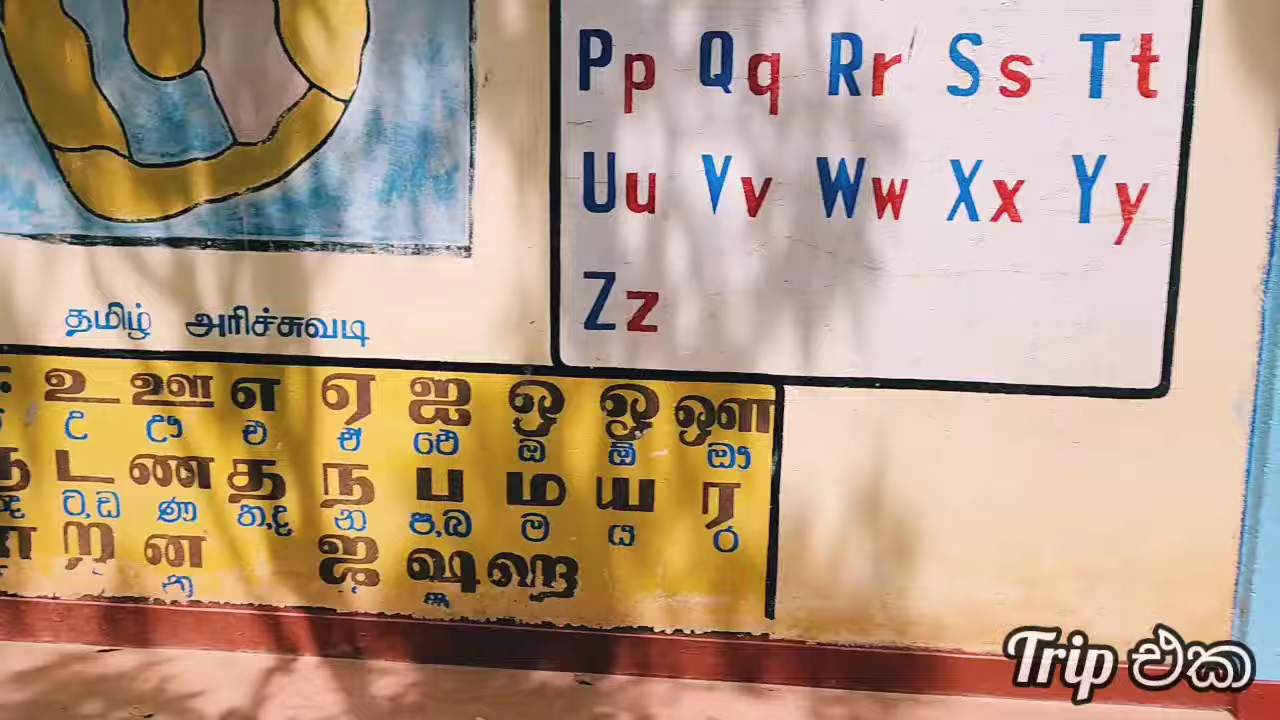 Pp Qq Rr Ss Tt
Uu Vv Ww Xx Yy
Zz
தமிழ் அரிச்சுவடி
உ ஊ எ ஏ ஐ ஒ ஓ ஔ
උ ඌ එ ඒ ඓ ඔ ඕ ඖ
ட ண த ந ப ம ய ர
ට,ඩ ණ ත,ද න ප,බ ම ය ර
ற ன ஜ ஷ ஹ
Trip එක